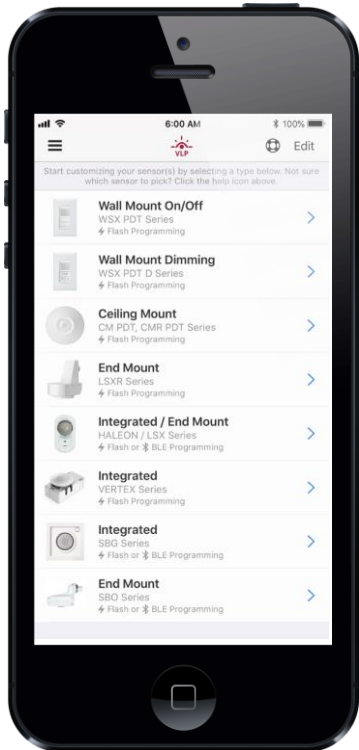 6:00 AM
100%
VLP
Edit
Start customizing your sensor(s) by selecting a type below. Not sure
which sensor to pick? Click the help icon above.
Wall Mount On/Off
WSX PDT Series
Flash Programming
Wall Mount Dimming
WSX PDT D Series
Flash Programming
Ceiling Mount
CM PDT, CMR PDT Series
Flash Programming
End Mount
LSXR Series
Flash Programming
Integrated / End Mount
HALEON / LSX Series
Flash or BLE Programming
Integrated
VERTEX Series
Flash Programming
Integrated
SBG Series
Flash or BLE Programming
End Mount
SBO Series
Flash or BLE Programming